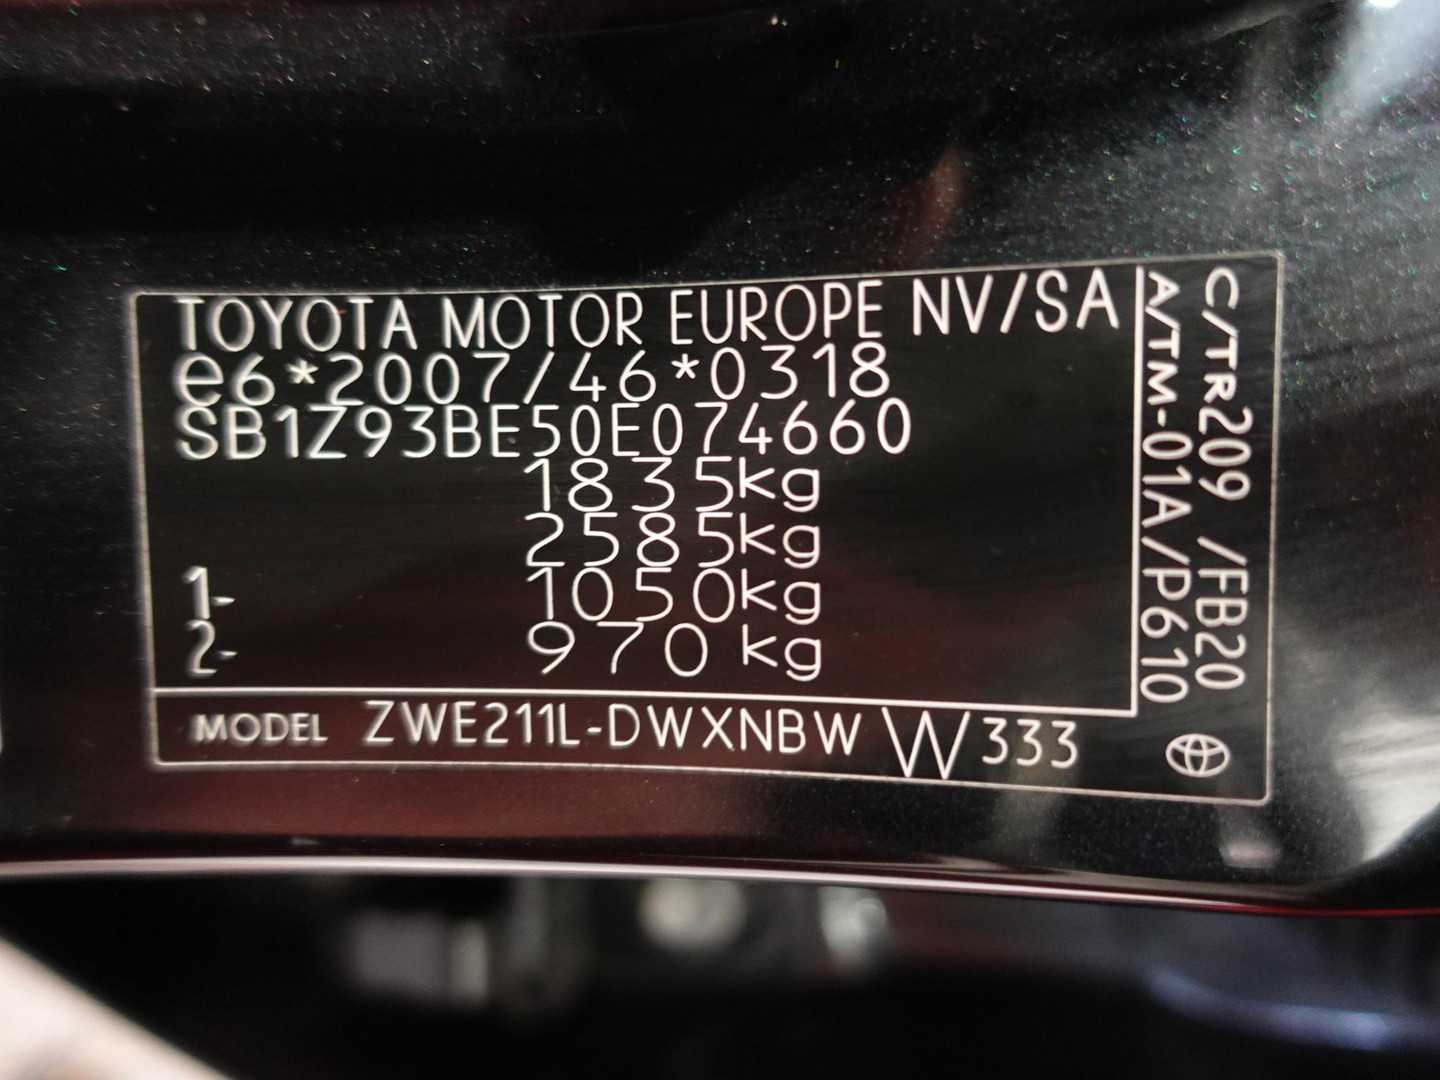 TOYOTA MOTOR EUROPE NV/SA
e6*2007/46*0318
SB1Z93BE50E074660
1835kg
2585kg
1- 1050kg
2- 970 kg
MODEL ZWE211L-DWXNBW W333
C/TR209 /FB20
A/TM-01A/P610